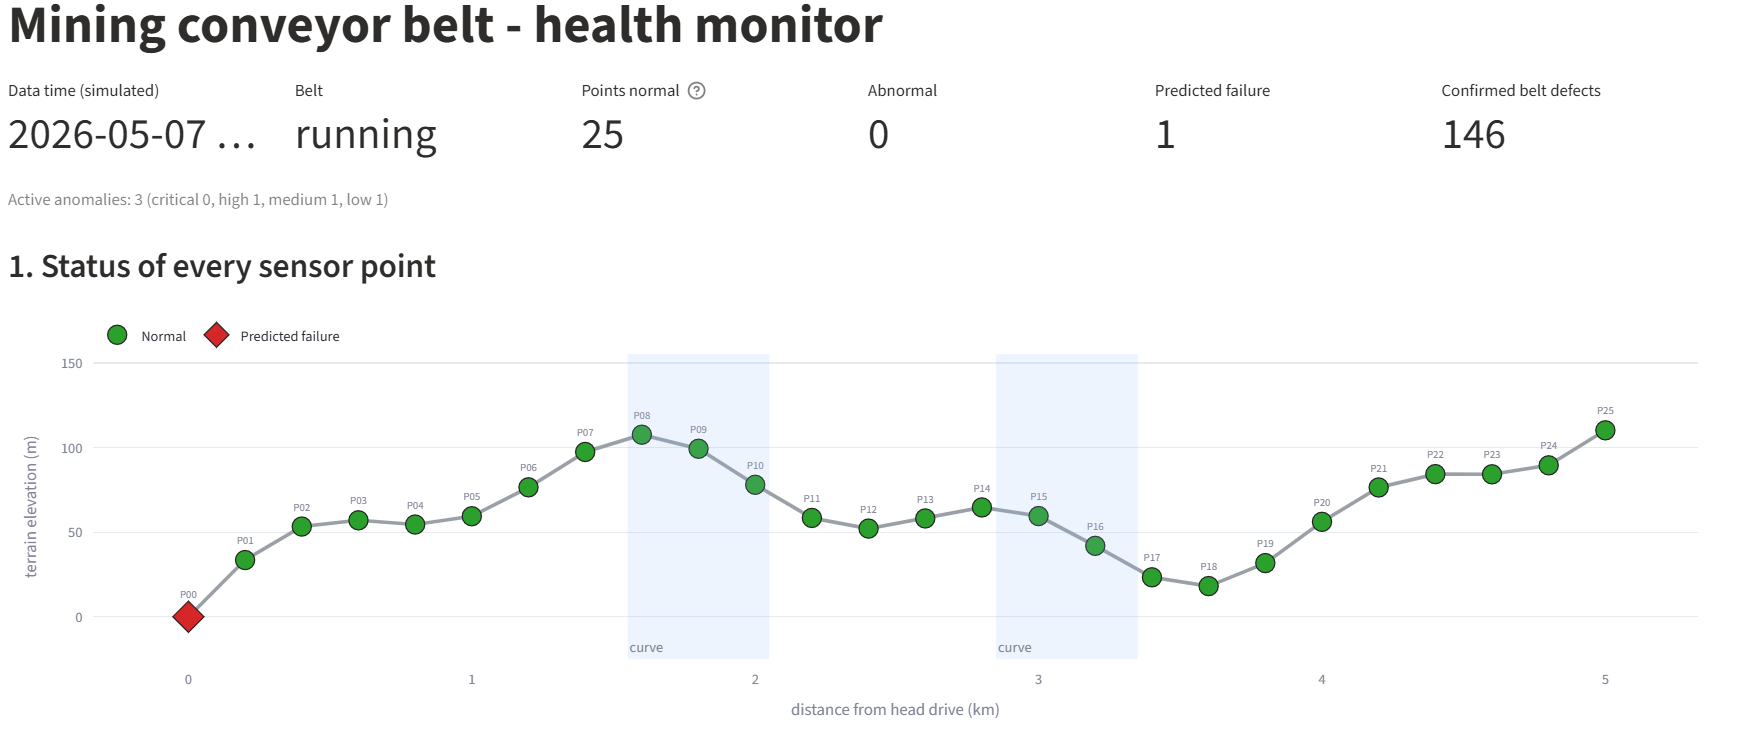 Mining conveyor belt - health monitor
Data time (simulated) Belt Points normal ? Abnormal Predicted failure Confirmed belt defects
2026-05-07 … running 25 0 1 146
Active anomalies: 3 (critical 0, high 1, medium 1, low 1)
1. Status of every sensor point
Normal Predicted failure
150
100
50
0
terrain elevation (m)
P00
P01
P02
P03
P04
P05
P06
P07
P08
P09
P10
P11
P12
P13
P14
P15
P16
P17
P18
P19
P20
P21
P22
P23
P24
P25
curve curve
0 1 2 3 4 5
distance from head drive (km)